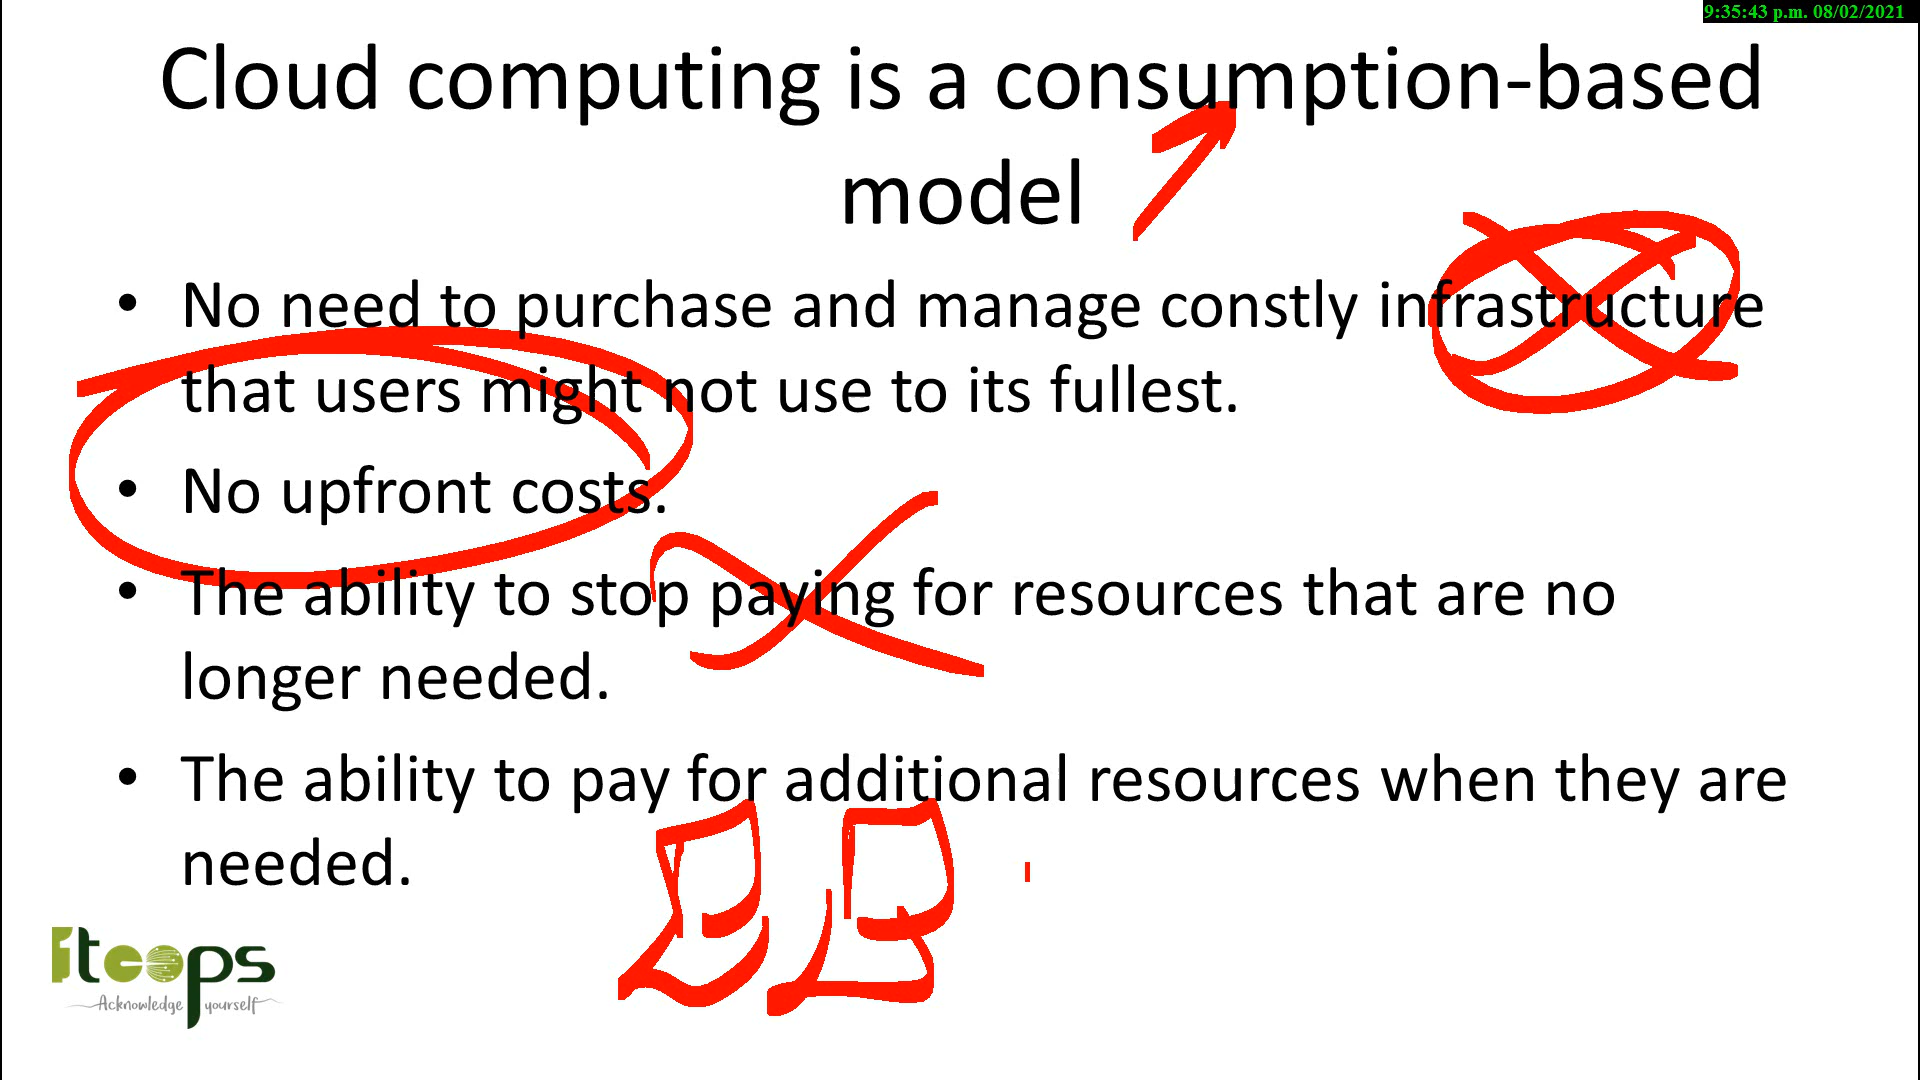 9:35:43 p.m. 08/02/2021
Cloud computing is a consumption-based
model
• No need to purchase and manage constly infrastructure
that users might not use to its fullest.
• No upfront costs.
• The ability to stop paying for resources that are no
longer needed.
• The ability to pay for additional resources when they are
needed.
iteeps
Acknowledge yourself